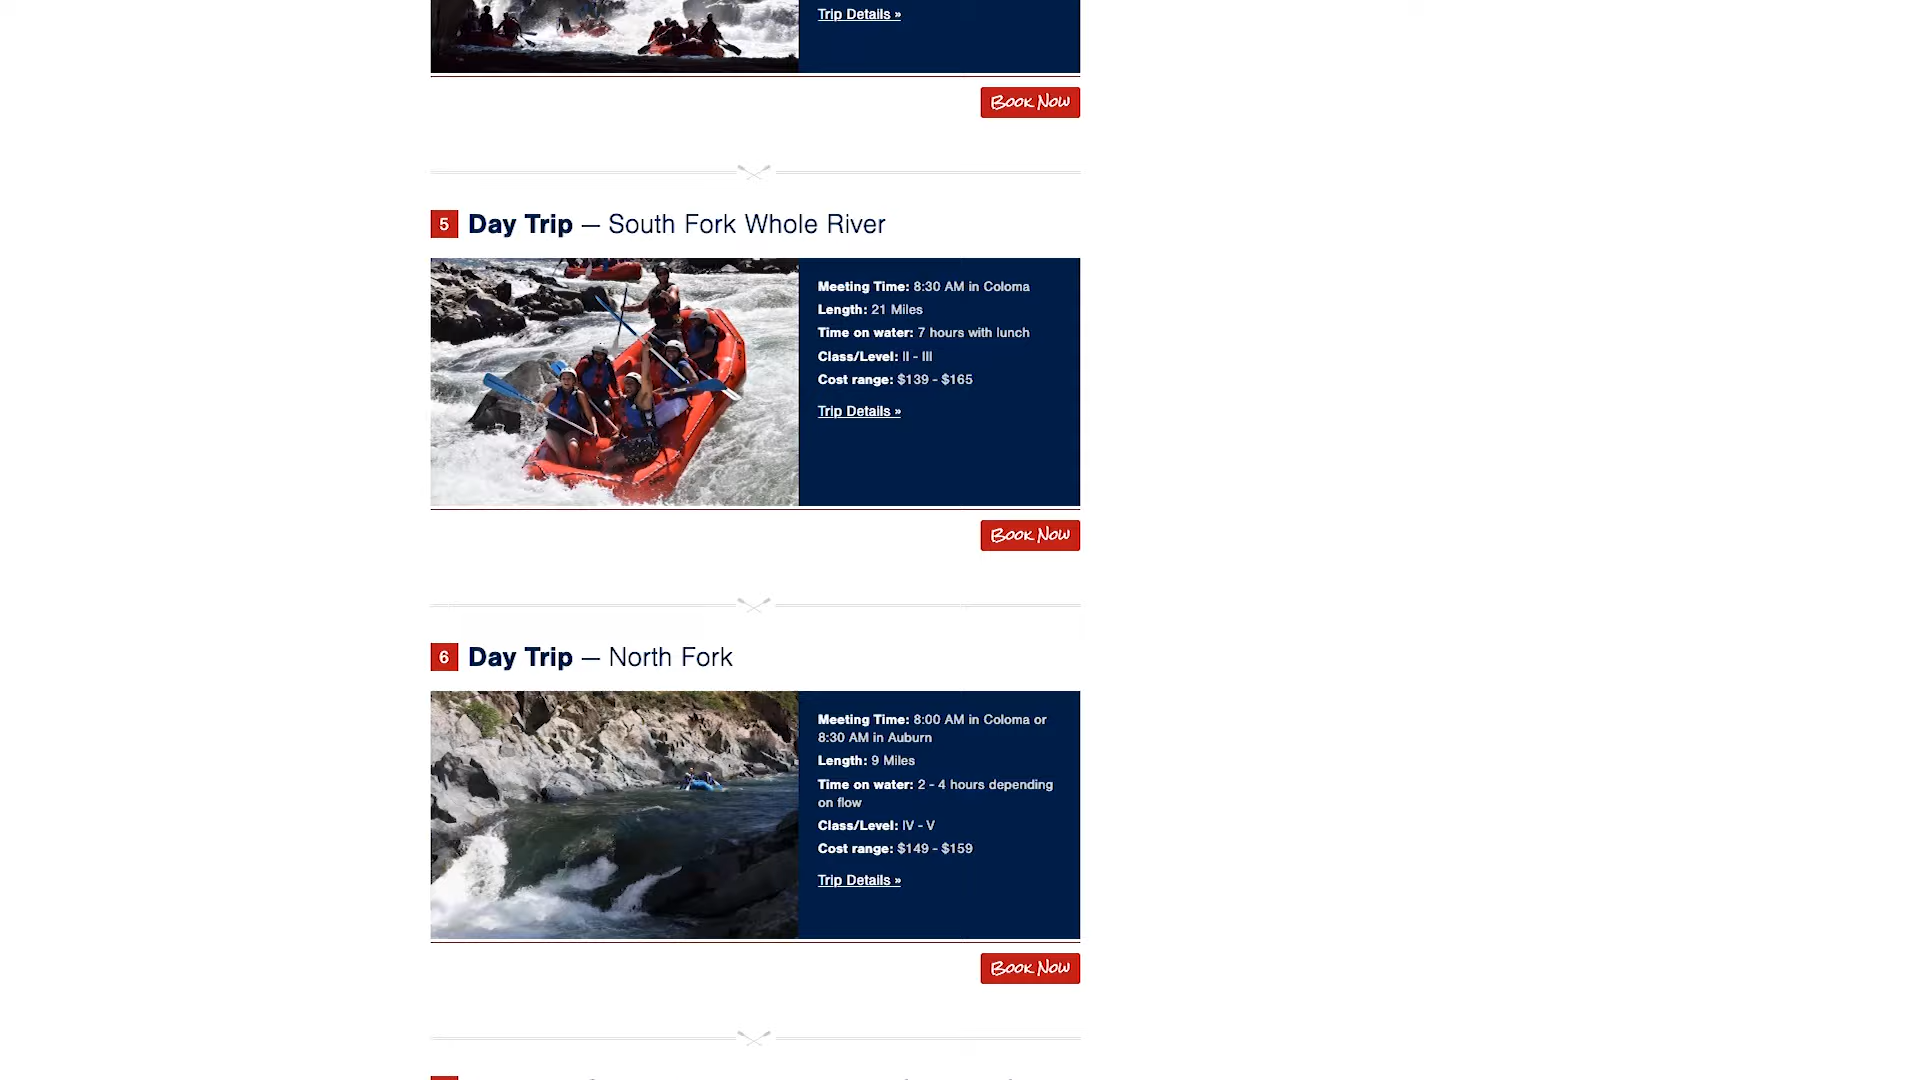 Trip Details »
Book Now
5 Day Trip — South Fork Whole River
Meeting Time: 8:30 AM in Coloma
Length: 21 Miles
Time on water: 7 hours with lunch
Class/Level: II - III
Cost range: $139 - $165
Trip Details »
Book Now
6 Day Trip — North Fork
Meeting Time: 8:00 AM in Coloma or
8:30 AM in Auburn
Length: 9 Miles
Time on water: 2 - 4 hours depending
on flow
Class/Level: IV - V
Cost range: $149 - $159
Trip Details »
Book Now